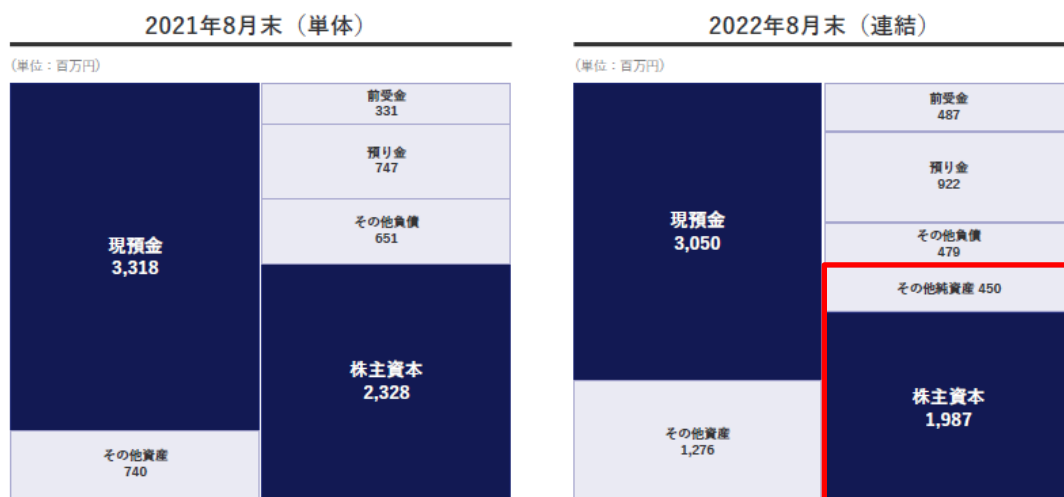 2021年8月末（単体）
（単位：百万円）
現預金
3,318
その他資産
740
前受金
331
預り金
747
その他負債
651
株主資本
2,328
2022年8月末（連結）
（単位：百万円）
現預金
3,050
その他資産
1,276
前受金
487
預り金
922
その他負債
479
その他純資産 450
株主資本
1,987